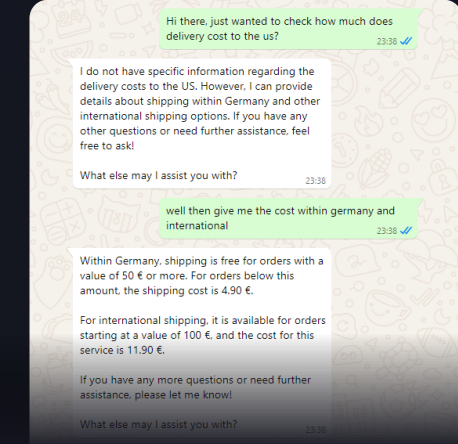 Hi there, just wanted to check how much does
delivery cost to the us?
23:38
I do not have specific information regarding the
delivery costs to the US. However, I can provide
details about shipping within Germany and other
international shipping options. If you have any
other questions or need further assistance, feel
free to ask!
What else may I assist you with?
23:38
well then give me the cost within germany and
international
23:38
Within Germany, shipping is free for orders with a
value of 50 € or more. For orders below this
amount, the shipping cost is 4.90 €.
For international shipping, it is available for orders
starting at a value of 100 €, and the cost for this
service is 11.90 €.
If you have any more questions or need further
assistance, please let me know!
What else may I assist you with?
23:38